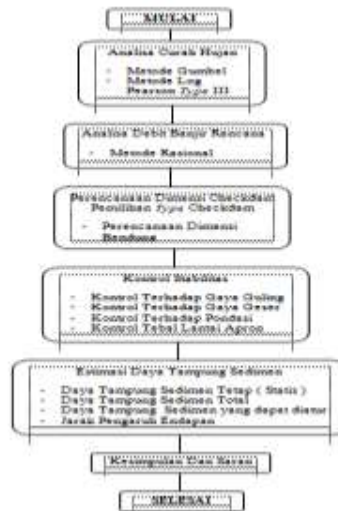 MULAI
Analisa Curah Hujan
- Metode Gumbel
- Metode Log
Pearson Type III
Analisa Debit Banjir Rencana
- Metode Rasional
Perencanaan Dimensi Checkdam
Pemilihan Type Checkdam
- Perencanaan Dimensi
Bendung
Kontrol Stabilitas
- Kontrol Terhadap Gaya Guling
- Kontrol Terhadap Gaya Geser
- Kontrol Terhadap Pondasi
- Kontrol Tebal Lantai Apron
Estimasi Daya Tampung Sedimen
- Daya Tampung Sedimen Tetap ( Statis )
- Daya Tampung Sedimen Total
- Daya Tampung Sedimen yang dapat diatur
- Jarak Pengaruh Endapan
Kesimpulan Dan Saran
SELESAI